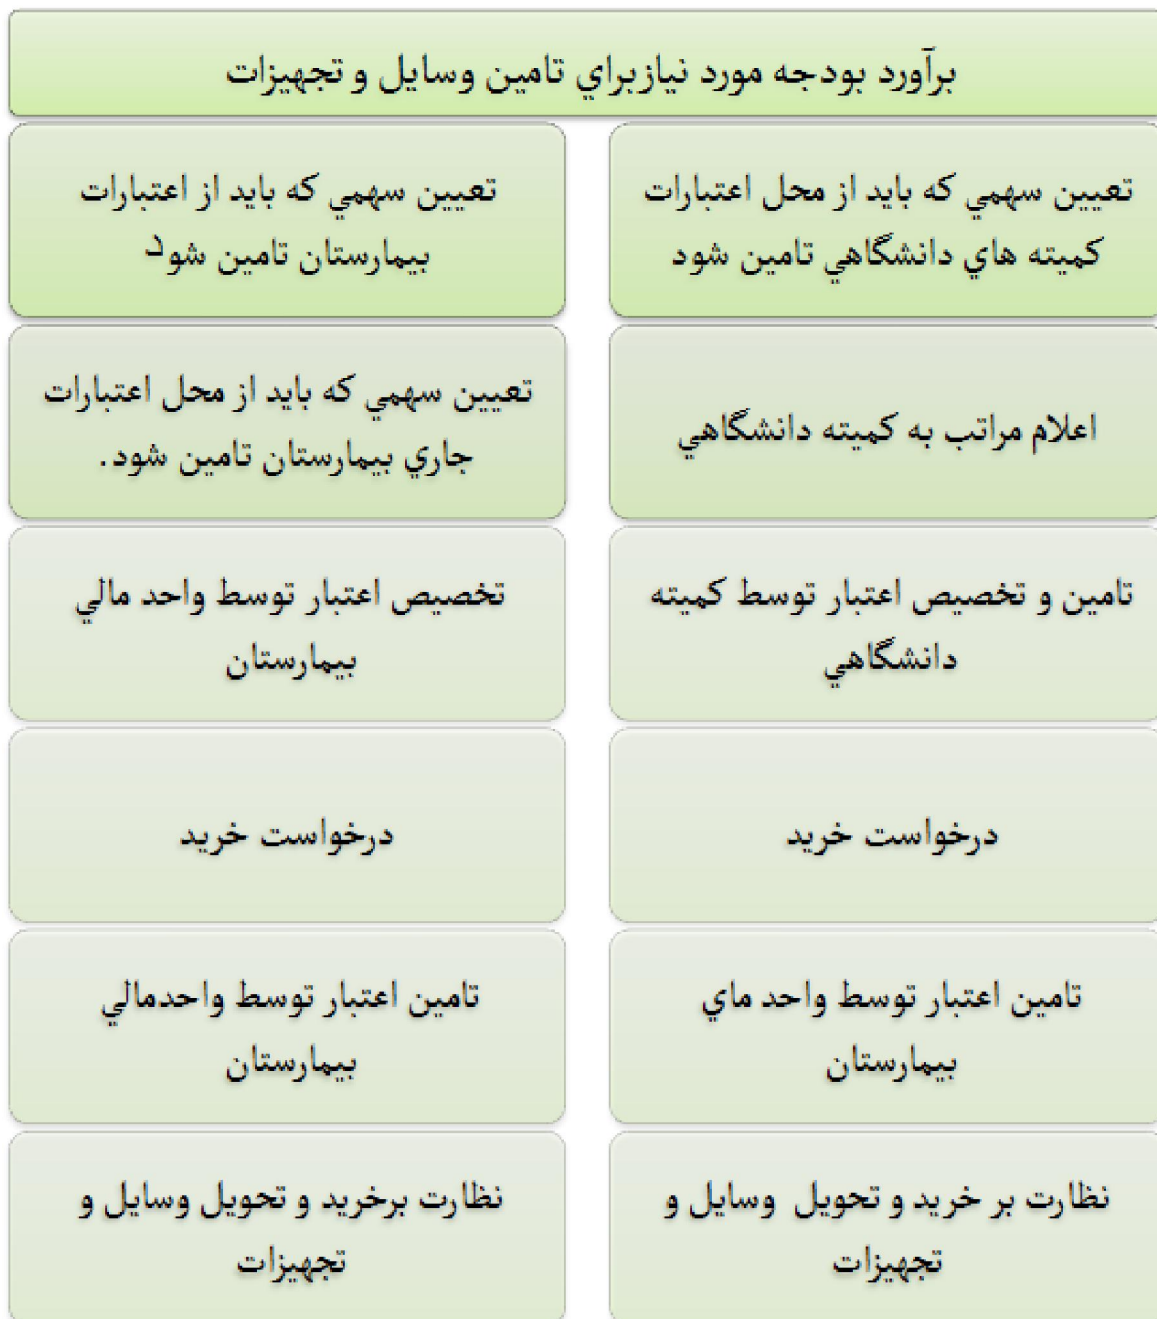 برآورد بودجه مورد نيازبراي تامين وسايل و تجهيزات
تعيين سهمي كه بايد از محل اعتبارات
كميته هاي دانشگاهي تامين شود
تعيين سهمي كه بايد از اعتبارات
بيمارستان تامين شود
اعلام مراتب به كميته دانشگاهي
تعيين سهمي كه بايد از محل اعتبارات
جاري بيمارستان تامين شود.
تامين و تخصيص اعتبار توسط كميته
دانشگاهي
تخصيص اعتبار توسط واحد مالي
بيمارستان
درخواست خريد
درخواست خريد
تامين اعتبار توسط واحد ماي
بيمارستان
تامين اعتبار توسط واحدمالي
بيمارستان
نظارت بر خريد و تحويل وسايل و
تجهيزات
نظارت برخريد و تحويل وسايل و
تجهيزات